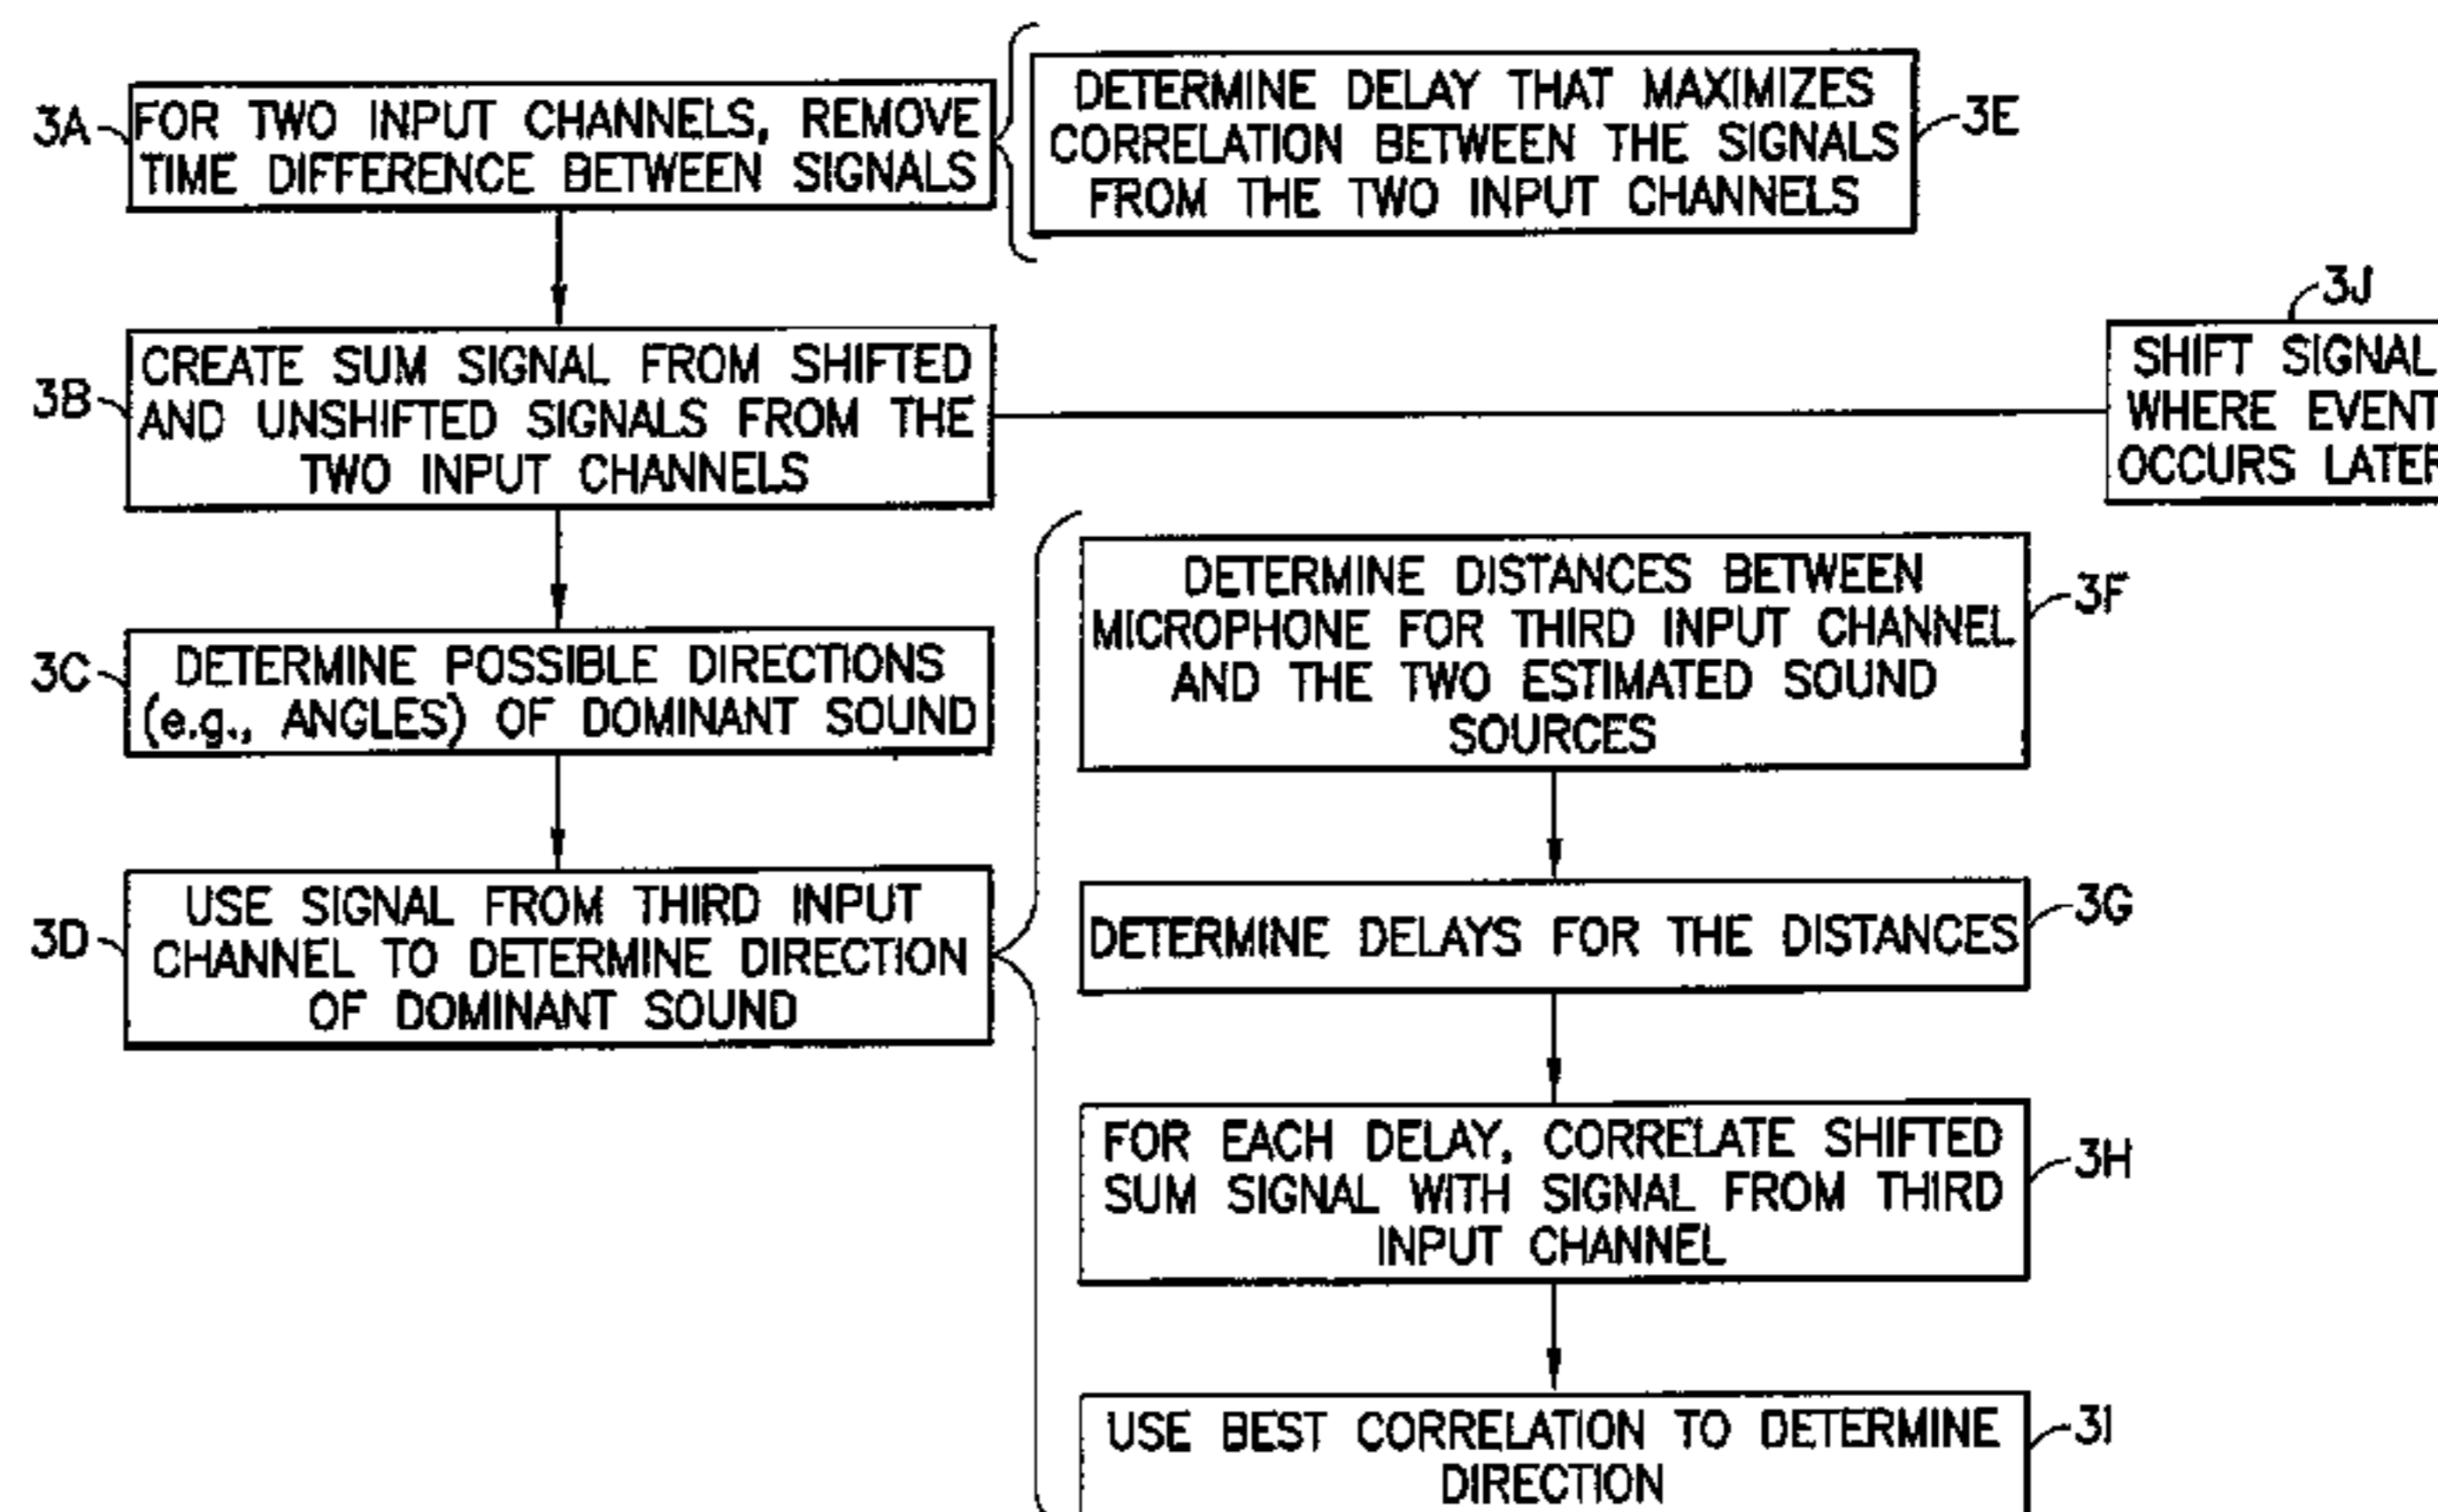 3A
FOR TWO INPUT CHANNELS, REMOVE
TIME DIFFERENCE BETWEEN SIGNALS
DETERMINE DELAY THAT MAXIMIZES
CORRELATION BETWEEN THE SIGNALS
FROM THE TWO INPUT CHANNELS
3E
3B
CREATE SUM SIGNAL FROM SHIFTED
AND UNSHIFTED SIGNALS FROM THE
TWO INPUT CHANNELS
3J
SHIFT SIGNAL
WHERE EVENT
OCCURS LATER
3C
DETERMINE POSSIBLE DIRECTIONS
(e.g., ANGLES) OF DOMINANT SOUND
3D
USE SIGNAL FROM THIRD INPUT
CHANNEL TO DETERMINE DIRECTION
OF DOMINANT SOUND
DETERMINE DISTANCES BETWEEN
MICROPHONE FOR THIRD INPUT CHANNEL
AND THE TWO ESTIMATED SOUND
SOURCES
3F
DETERMINE DELAYS FOR THE DISTANCES
3G
FOR EACH DELAY, CORRELATE SHIFTED
SUM SIGNAL WITH SIGNAL FROM THIRD
INPUT CHANNEL
3H
USE BEST CORRELATION TO DETERMINE
DIRECTION
3I